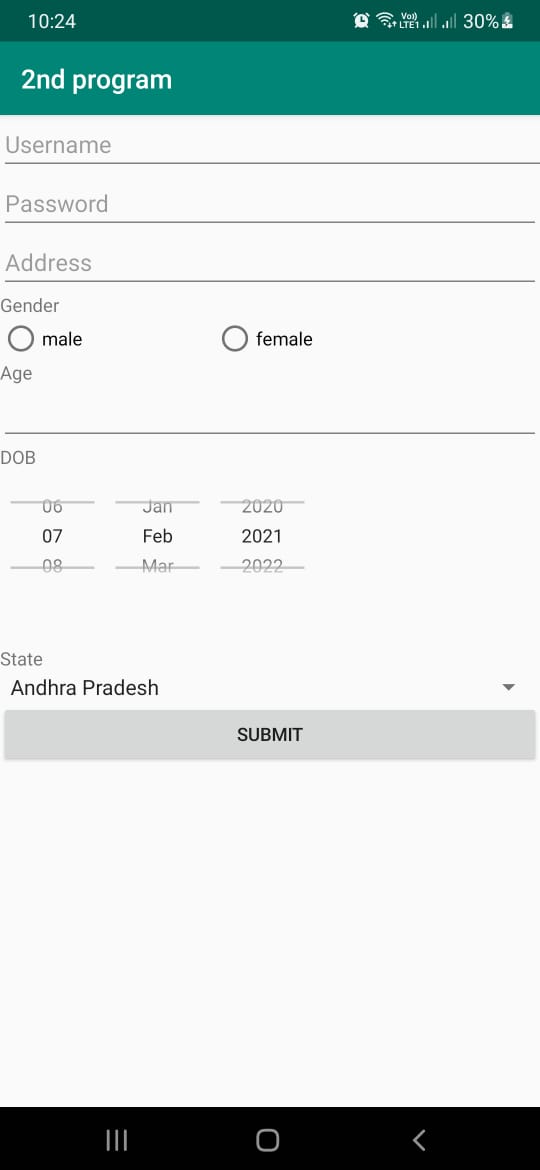 10:24 Vo) LTE1 30%
2nd program
Username
Password
Address
Gender
male female
Age
DOB
06 Jan 2020
07 Feb 2021
08 Mar 2022
State
Andhra Pradesh
SUBMIT